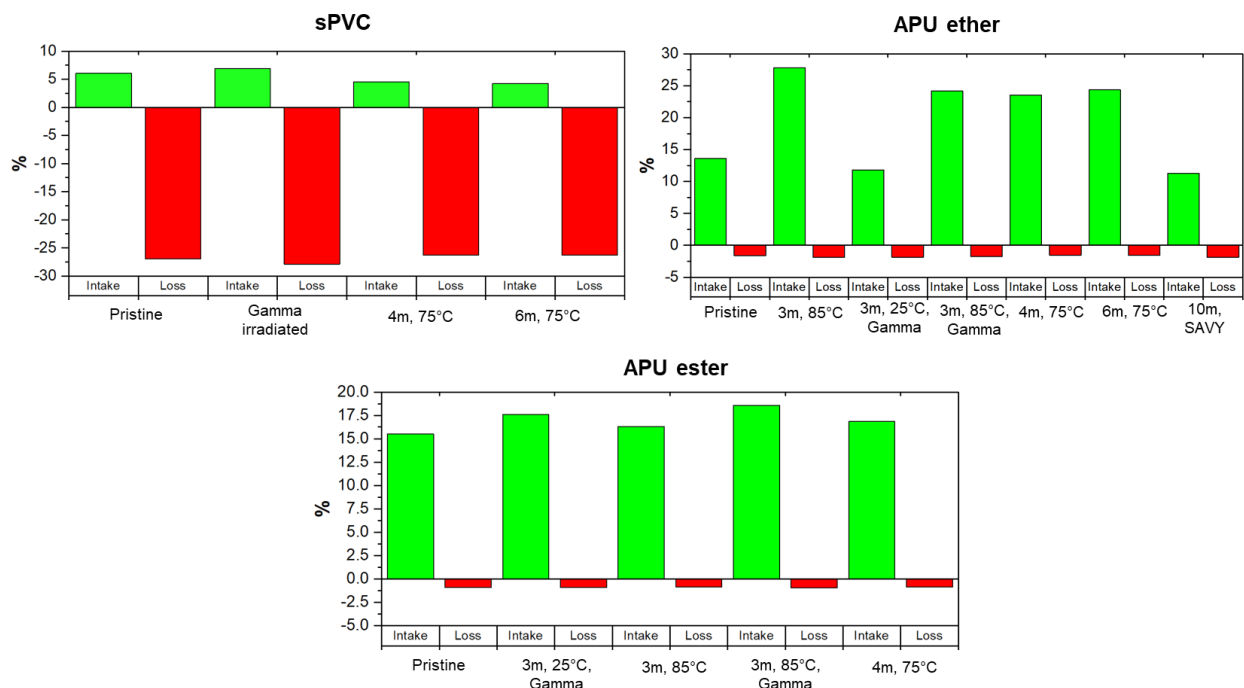 sPVC
10
5
0
-5
-10
-15
-20
-25
-30
%
Intake Loss Intake Loss Intake Loss Intake Loss
Pristine Gamma 4m, 75°C 6m, 75°C
irradiated
APU ether
30
25
20
15
10
5
0
-5
%
Intake Loss Intake Loss Intake Loss Intake Loss Intake Loss Intake Loss Intake Loss
Pristine 3m, 85°C 3m, 25°C, 3m, 85°C, 4m, 75°C 6m, 75°C 10m,
Gamma Gamma SAVY
APU ester
20.0
17.5
15.0
12.5
10.0
7.5
5.0
2.5
0.0
-2.5
-5.0
%
Intake Loss Intake Loss Intake Loss Intake Loss Intake Loss
Pristine 3m, 25°C, 3m, 85°C 3m, 85°C, 4m, 75°C
Gamma Gamma